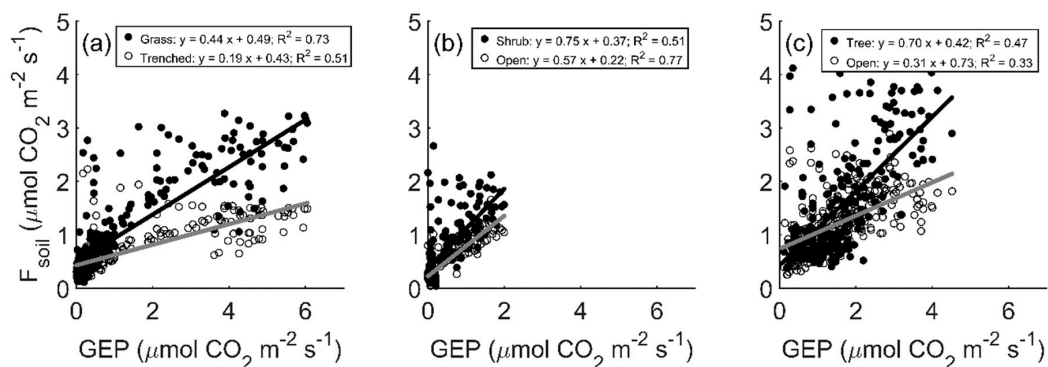 (a)
Grass: y = 0.44 x + 0.49; R² = 0.73
Trenched: y = 0.19 x + 0.43; R² = 0.51
5
4
3
2
1
0
F_soil (μmol CO₂ m⁻² s⁻¹)
0 2 4 6
GEP (μmol CO₂ m⁻² s⁻¹)
(b)
Shrub: y = 0.75 x + 0.37; R² = 0.51
Open: y = 0.57 x + 0.22; R² = 0.77
5
4
3
2
1
0
0 2 4 6
GEP (μmol CO₂ m⁻² s⁻¹)
(c)
Tree: y = 0.70 x + 0.42; R² = 0.47
Open: y = 0.31 x + 0.73; R² = 0.33
5
4
3
2
1
0
0 2 4 6
GEP (μmol CO₂ m⁻² s⁻¹)